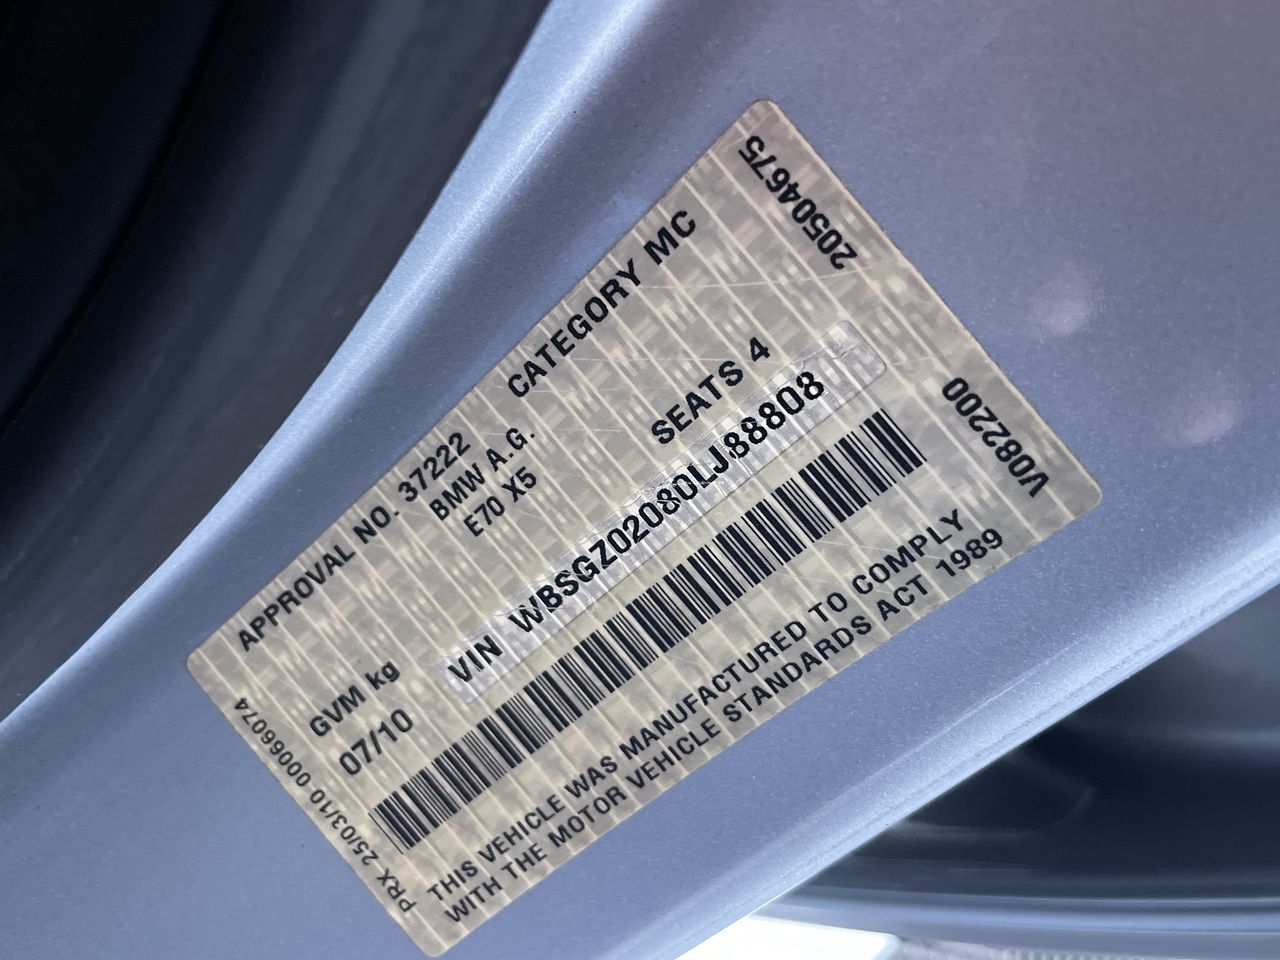 20504675
V082200
APPROVAL NO. 37222 CATEGORY MC
BMW A.G.
E70 X5 SEATS 4
GVM kg
07/10 VIN WBSGZ02080LJ88808
THIS VEHICLE WAS MANUFACTURED TO COMPLY
WITH THE MOTOR VEHICLE STANDARDS ACT 1989
PRX 25/03/10 00066074